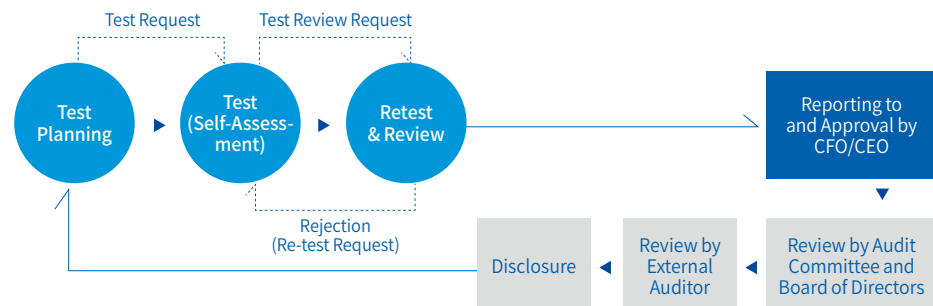 Test Request
Test Review Request
Test
Planning
Test
(Self-Assess-
ment)
Retest
& Review
Reporting to
and Approval by
CFO/CEO
Rejection
(Re-test Request)
Disclosure
Review by
External
Auditor
Review by Audit
Committee and
Board of Directors